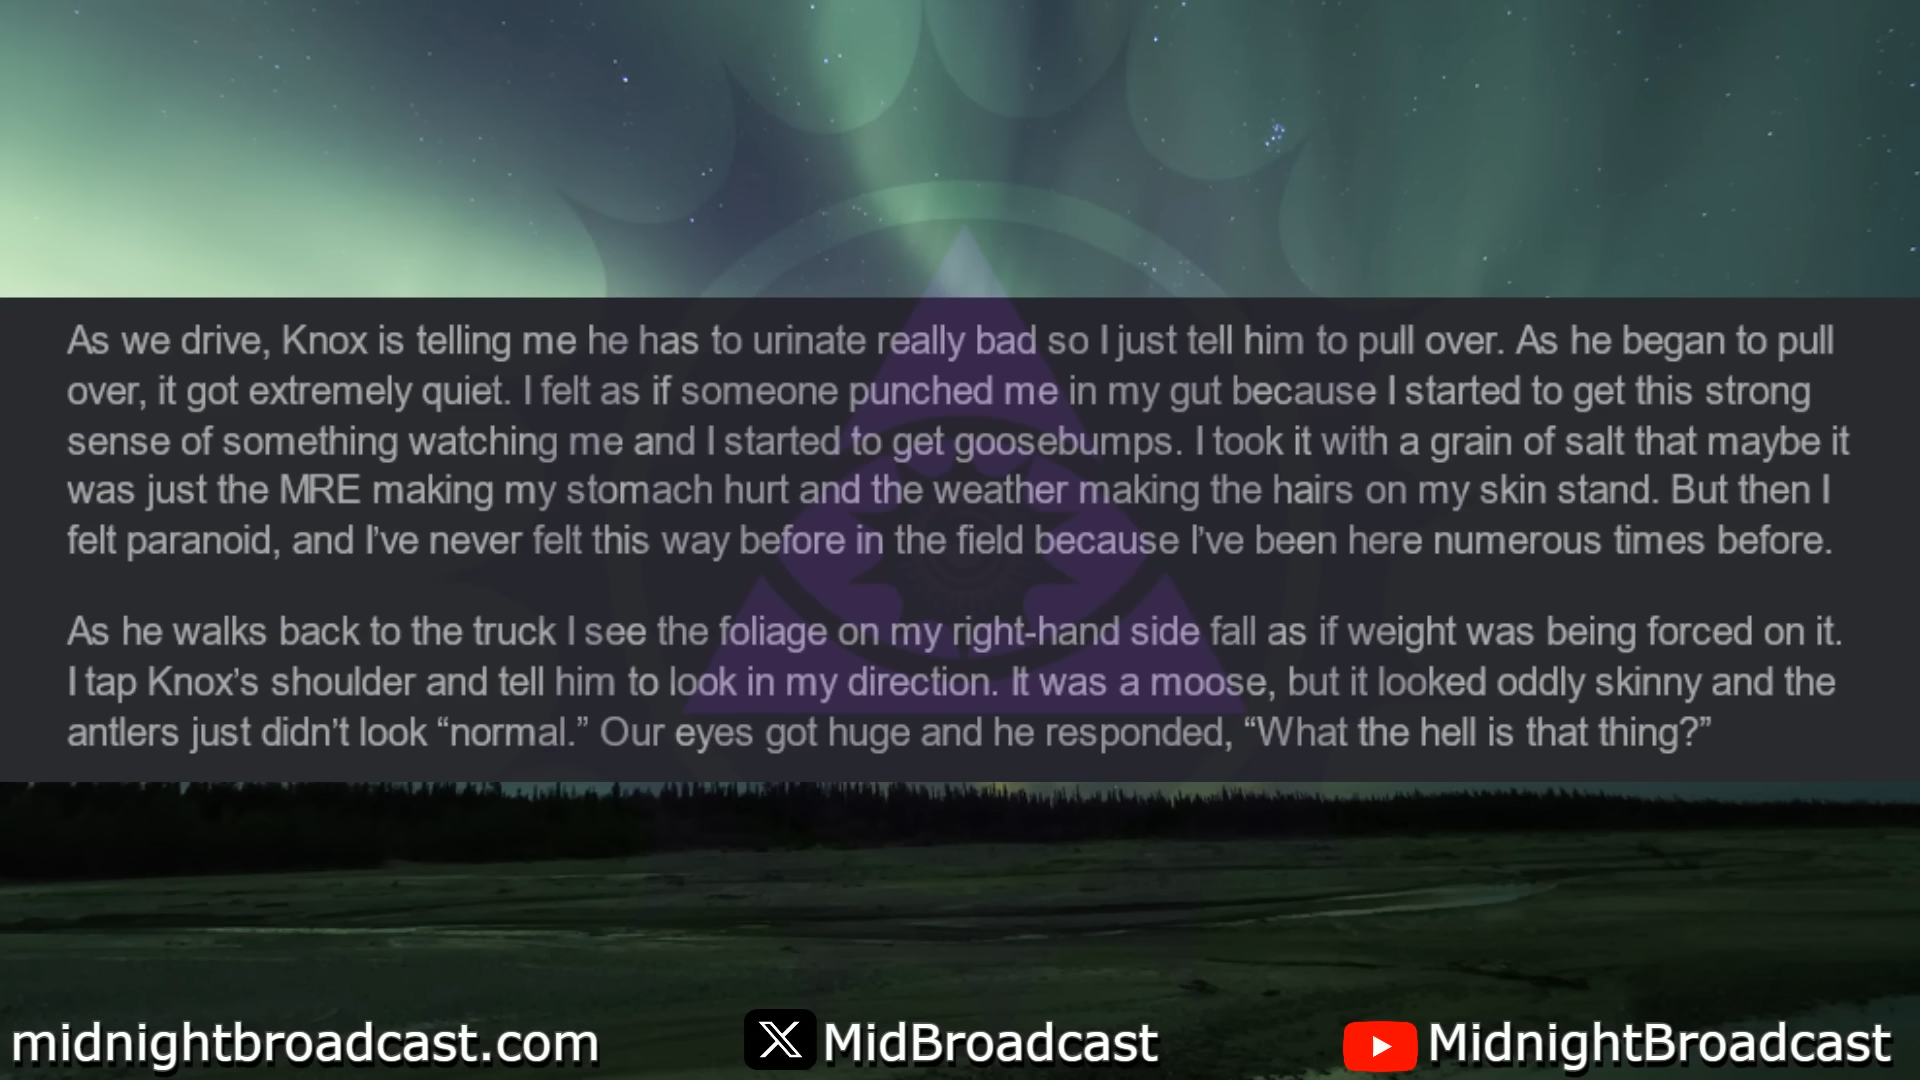 As we drive, Knox is telling me he has to urinate really bad so I just tell him to pull over. As he began to pull
over, it got extremely quiet. I felt as if someone punched me in my gut because I started to get this strong
sense of something watching me and I started to get goosebumps. I took it with a grain of salt that maybe it
was just the MRE making my stomach hurt and the weather making the hairs on my skin stand. But then I
felt paranoid, and I’ve never felt this way before in the field because I’ve been here numerous times before.
As he walks back to the truck I see the foliage on my right-hand side fall as if weight was being forced on it.
I tap Knox’s shoulder and tell him to look in my direction. It was a moose, but it looked oddly skinny and the
antlers just didn’t look “normal.” Our eyes got huge and he responded, “What the hell is that thing?”
midnightbroadcast.com
MidBroadcast
MidnightBroadcast